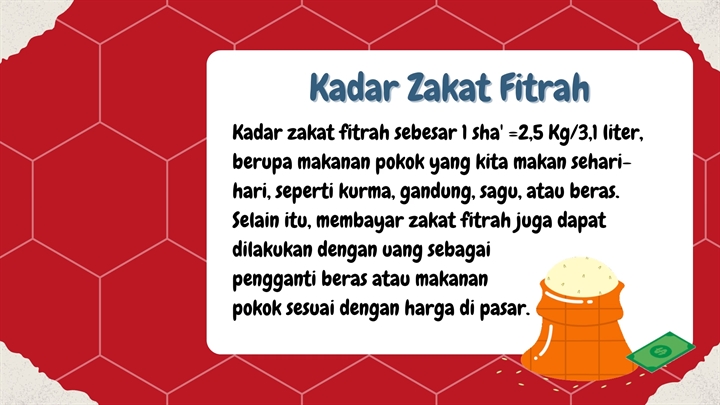 Kadar Zakat Fitrah
Kadar zakat fitrah sebesar 1 sha' =2,5 Kg/3,1 liter,
berupa makanan pokok yang kita makan sehari-
hari, seperti kurma, gandung, sagu, atau beras.
Selain itu, membayar zakat fitrah juga dapat
dilakukan dengan uang sebagai
pengganti beras atau makanan
pokok sesuai dengan harga di pasar.